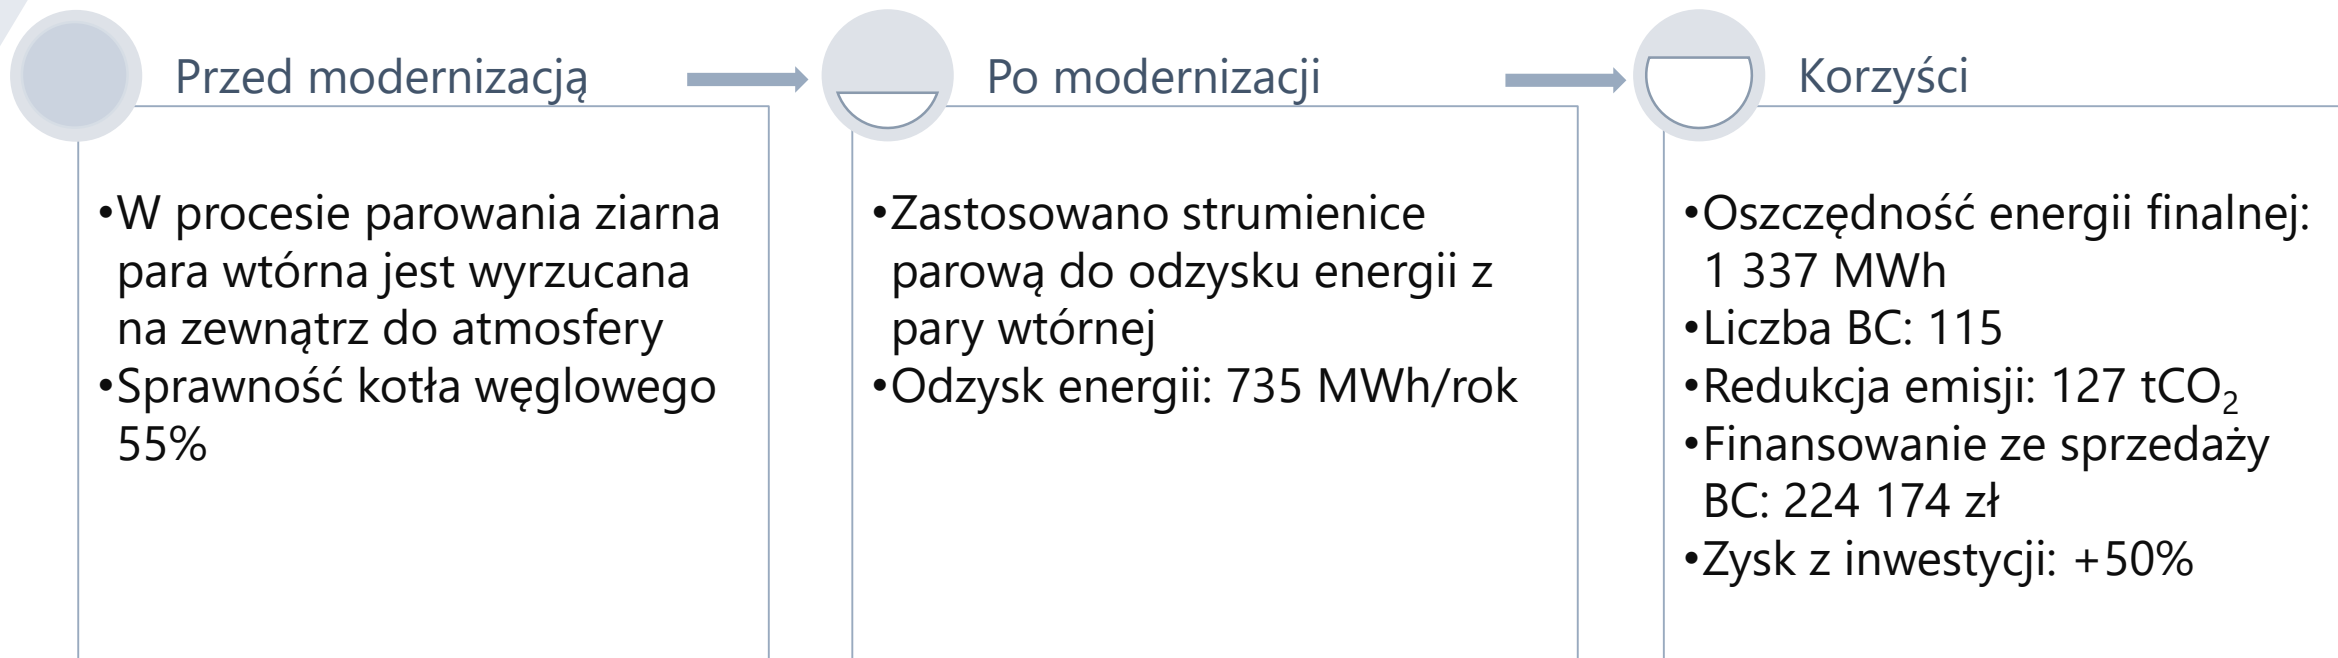 Przed modernizacją
•W procesie parowania ziarna
para wtórna jest wyrzucana
na zewnątrz do atmosfery
•Sprawność kotła węglowego
55%
Po modernizacji
•Zastosowano strumienice
parową do odzysku energii z
pary wtórnej
•Odzysk energii: 735 MWh/rok
Korzyści
•Oszczędność energii finalnej:
1 337 MWh
•Liczba BC: 115
•Redukcja emisji: 127 tCO₂
•Finansowanie ze sprzedaży
BC: 224 174 zł
•Zysk z inwestycji: +50%